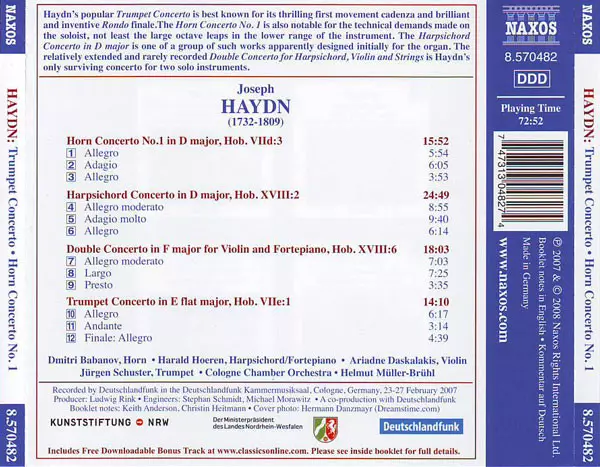 Haydn's popular Trumpet Concerto is best known for its thrilling first movement cadenza and brilliant
and inventive Rondo finale.The Horn Concerto No. 1 is also notable for the technical demands made on
the soloist, not least the large octave leaps in the lower range of the instrument. The Harpsichord
Concerto in D major is one of a group of such works apparently designed initially for the organ. The
relatively extended and rarely recorded Double Concerto for Harpsichord, Violin and Strings is Haydn's
only surviving concerto for two solo instruments.
Joseph
HAYDN
(1732-1809)
Horn Concerto No.1 in D major, Hob. VIId:3 15:52
1 Allegro 5:54
2 Adagio 6:05
3 Allegro 3:53
Harpsichord Concerto in D major, Hob. XVIII:2 24:49
4 Allegro moderato 8:55
5 Adagio molto 9:40
6 Allegro 6:14
Double Concerto in F major for Violin and Fortepiano, Hob. XVIII:6 18:03
7 Allegro moderato 7:03
8 Largo 7:25
9 Presto 3:35
Trumpet Concerto in E flat major, Hob. VIIe:1 14:10
10 Allegro 6:17
11 Andante 3:14
12 Finale: Allegro 4:39
Dmitri Babanov, Horn • Harald Hoeren, Harpsichord/Fortepiano • Ariadne Daskalakis, Violin
Jürgen Schuster, Trumpet • Cologne Chamber Orchestra • Helmut Müller-Brühl
Recorded by Deutschlandfunk in the Deutschlandfunk Kammermusiksaal, Cologne, Germany, 23-27 February 2007
Producer: Ludwig Rink • Engineers: Stephan Schmidt, Michael Morawitz • A co-production with Deutschlandfunk
Booklet notes: Keith Anderson, Christin Heitmann • Cover photo: Hermann Danzmayr (Dreamstime.com)
KUNSTSTIFTUNG NRW
Der Ministerpräsident
des Landes Nordrhein-Westfalen
Deutschlandfunk
Includes Free Downloadable Bonus Track at www.classicsonline.com. Please see inside booklet for full details.
NAXOS
HAYDN: Trumpet Concerto • Horn Concerto No. 1
8.570482
NAXOS
8.570482
DDD
Playing Time
72:52
7 47313 04827 4
www.naxos.com
℗ 2007 & © 2008 Naxos Rights International Ltd.
Booklet notes in English • Kommentar auf Deutsch
Made in Germany
NAXOS
HAYDN: Trumpet Concerto • Horn Concerto No. 1
8.570482